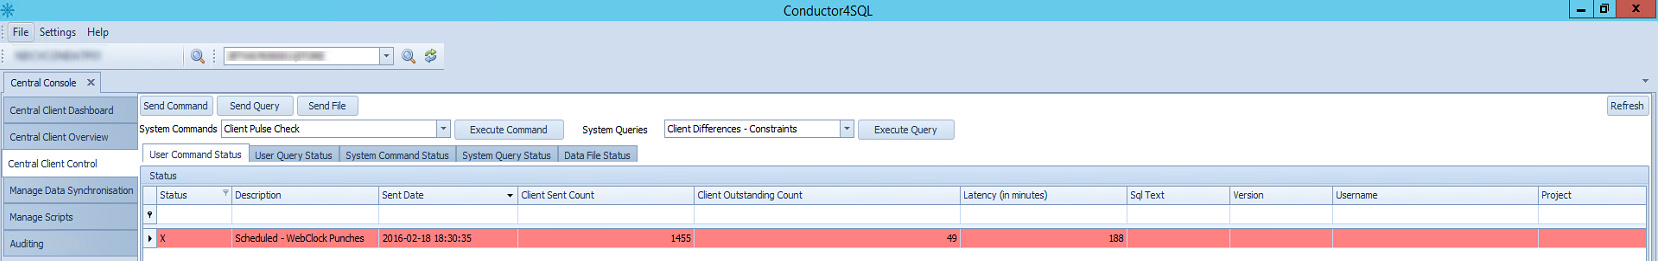 Conductor4SQL
File Settings Help
Central Console
Central Client Dashboard
Central Client Overview
Central Client Control
Manage Data Synchronisation
Manage Scripts
Auditing
Send Command Send Query Send File Refresh
System Commands Client Pulse Check Execute Command System Queries Client Differences - Constraints Execute Query
User Command Status User Query Status System Command Status System Query Status Data File Status
Status
Status Description Sent Date Client Sent Count Client Outstanding Count Latency (in minutes) Sql Text Version Username Project
X Scheduled - WebClock Punches 2016-02-18 18:30:35 1455 49 188